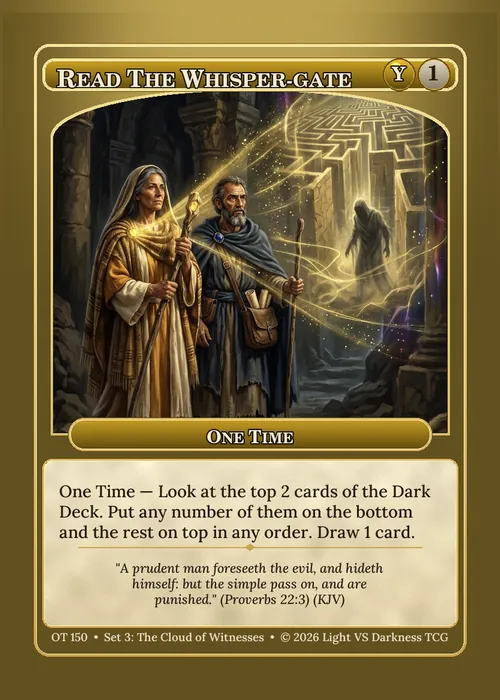 Read The Whisper-gate Y 1
One Time
One Time — Look at the top 2 cards of the Dark
Deck. Put any number of them on the bottom
and the rest on top in any order. Draw 1 card.
"A prudent man foreseeth the evil, and hideth
himself: but the simple pass on, and are
punished." (Proverbs 22:3) (KJV)
OT 150 • Set 3: The Cloud of Witnesses • © 2026 Light VS Darkness TCG